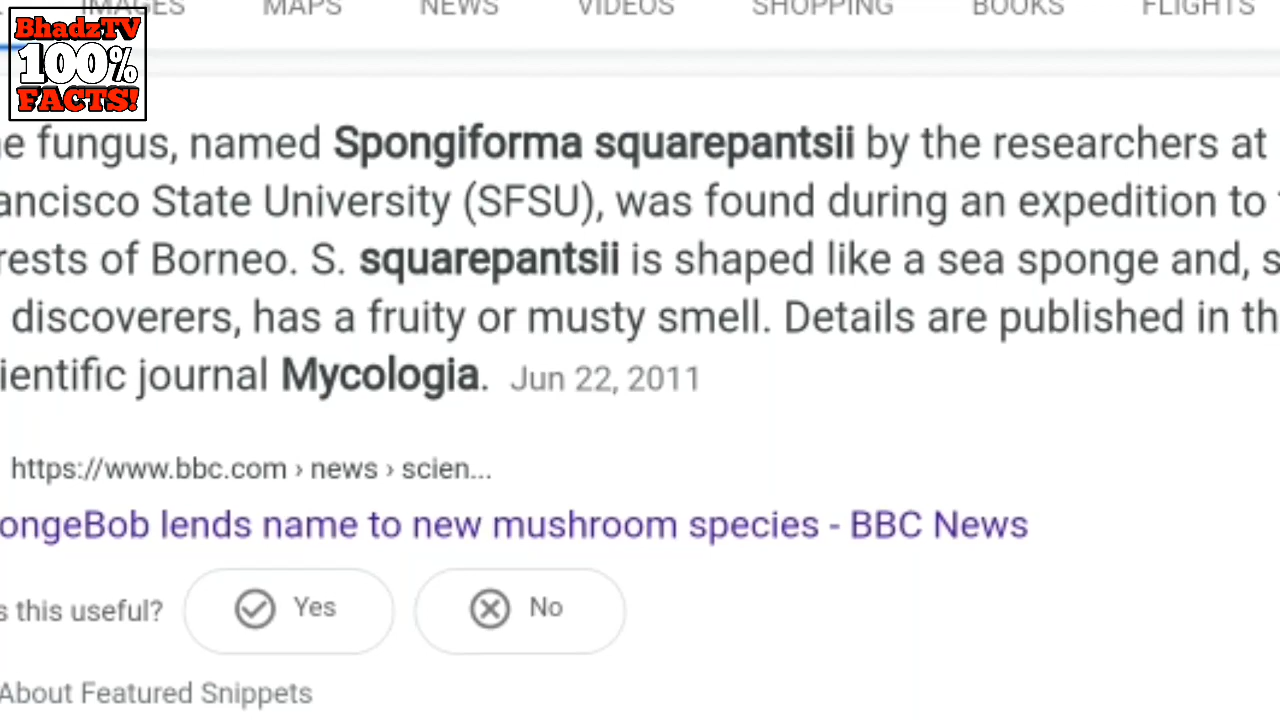 IMAGES MAPS NEWS VIDEOS SHOPPING BOOKS FLIGHTS
BhadzTV
100%
FACTS!
e fungus, named Spongiforma squarepantsii by the researchers at
ancisco State University (SFSU), was found during an expedition to
rests of Borneo. S. squarepantsii is shaped like a sea sponge and, s
discoverers, has a fruity or musty smell. Details are published in th
ientific journal Mycologia. Jun 22, 2011
https://www.bbc.com › news › scien...
ongeBob lends name to new mushroom species - BBC News
s this useful? Yes No
About Featured Snippets